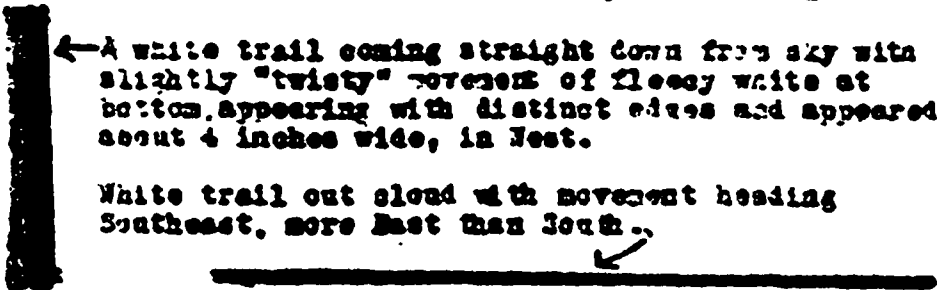 A white trail coming straight down from sky with
slightly "twisty" movement of fleecy white at
bottom, appearing with distinct edges and appeared
about 4 inches wide, in West.
White trail out cloud with movement heading
Southeast, more East than South.